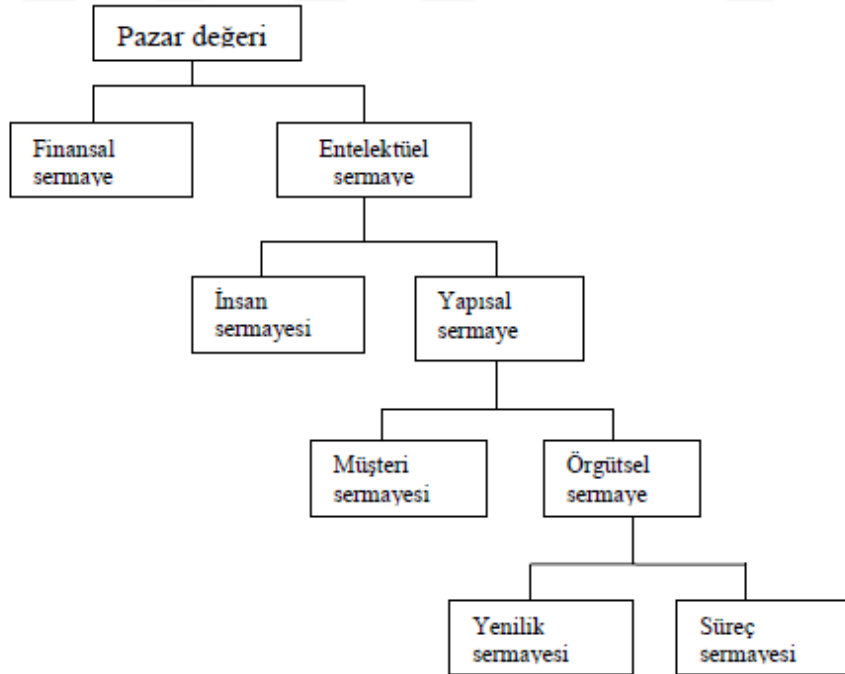 Pazar değeri
Finansal
sermaye
Entelektüel
sermaye
İnsan
sermayesi
Yapısal
sermaye
Müşteri
sermayesi
Örgütsel
sermaye
Yenilik
sermayesi
Süreç
sermayesi